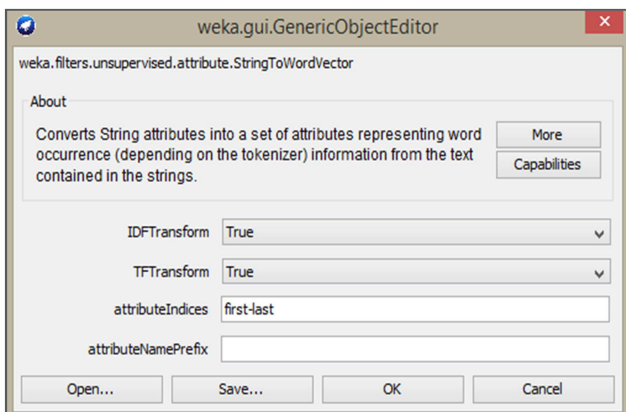 weka.gui.GenericObjectEditor
weka.filters.unsupervised.attribute.StringToWordVector
About
Converts String attributes into a set of attributes representing word
occurrence (depending on the tokenizer) information from the text
contained in the strings.
More
Capabilities
IDFTransform True
TFTransform True
attributeIndices first-last
attributeNamePrefix
Open... Save... OK Cancel